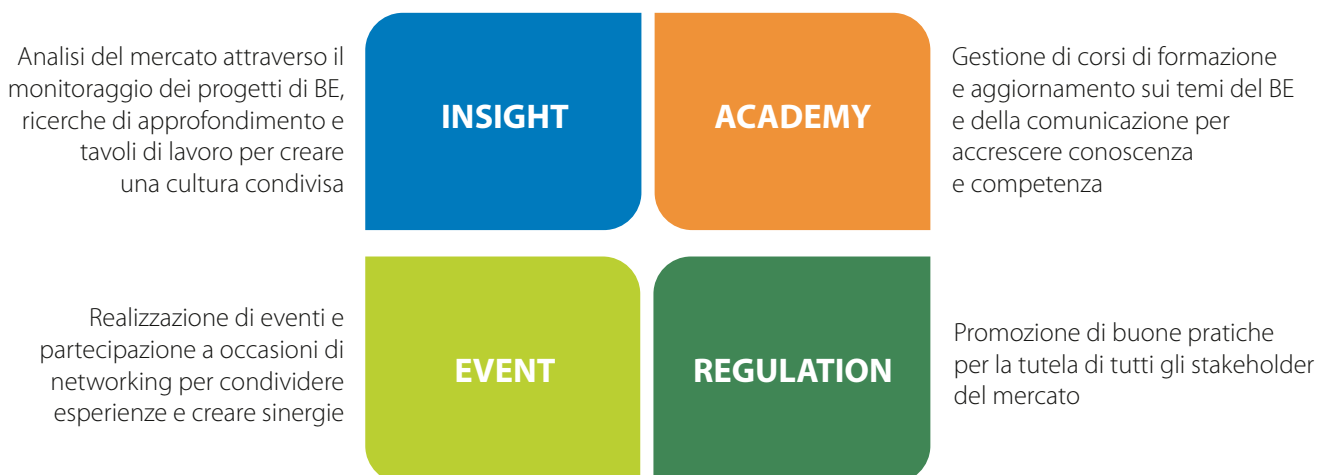 Analisi del mercato attraverso il
monitoraggio dei progetti di BE,
ricerche di approfondimento e
tavoli di lavoro per creare
una cultura condivisa
INSIGHT
ACADEMY
Gestione di corsi di formazione
e aggiornamento sui temi del BE
e della comunicazione per
accrescere conoscenza
e competenza
Realizzazione di eventi e
partecipazione a occasioni di
networking per condividere
esperienze e creare sinergie
EVENT
REGULATION
Promozione di buone pratiche
per la tutela di tutti gli stakeholder
del mercato